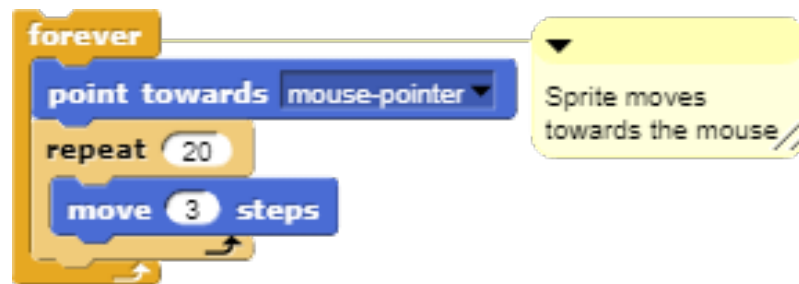 forever
point towards mouse-pointer
repeat 20
move 3 steps
Sprite moves
towards the mouse